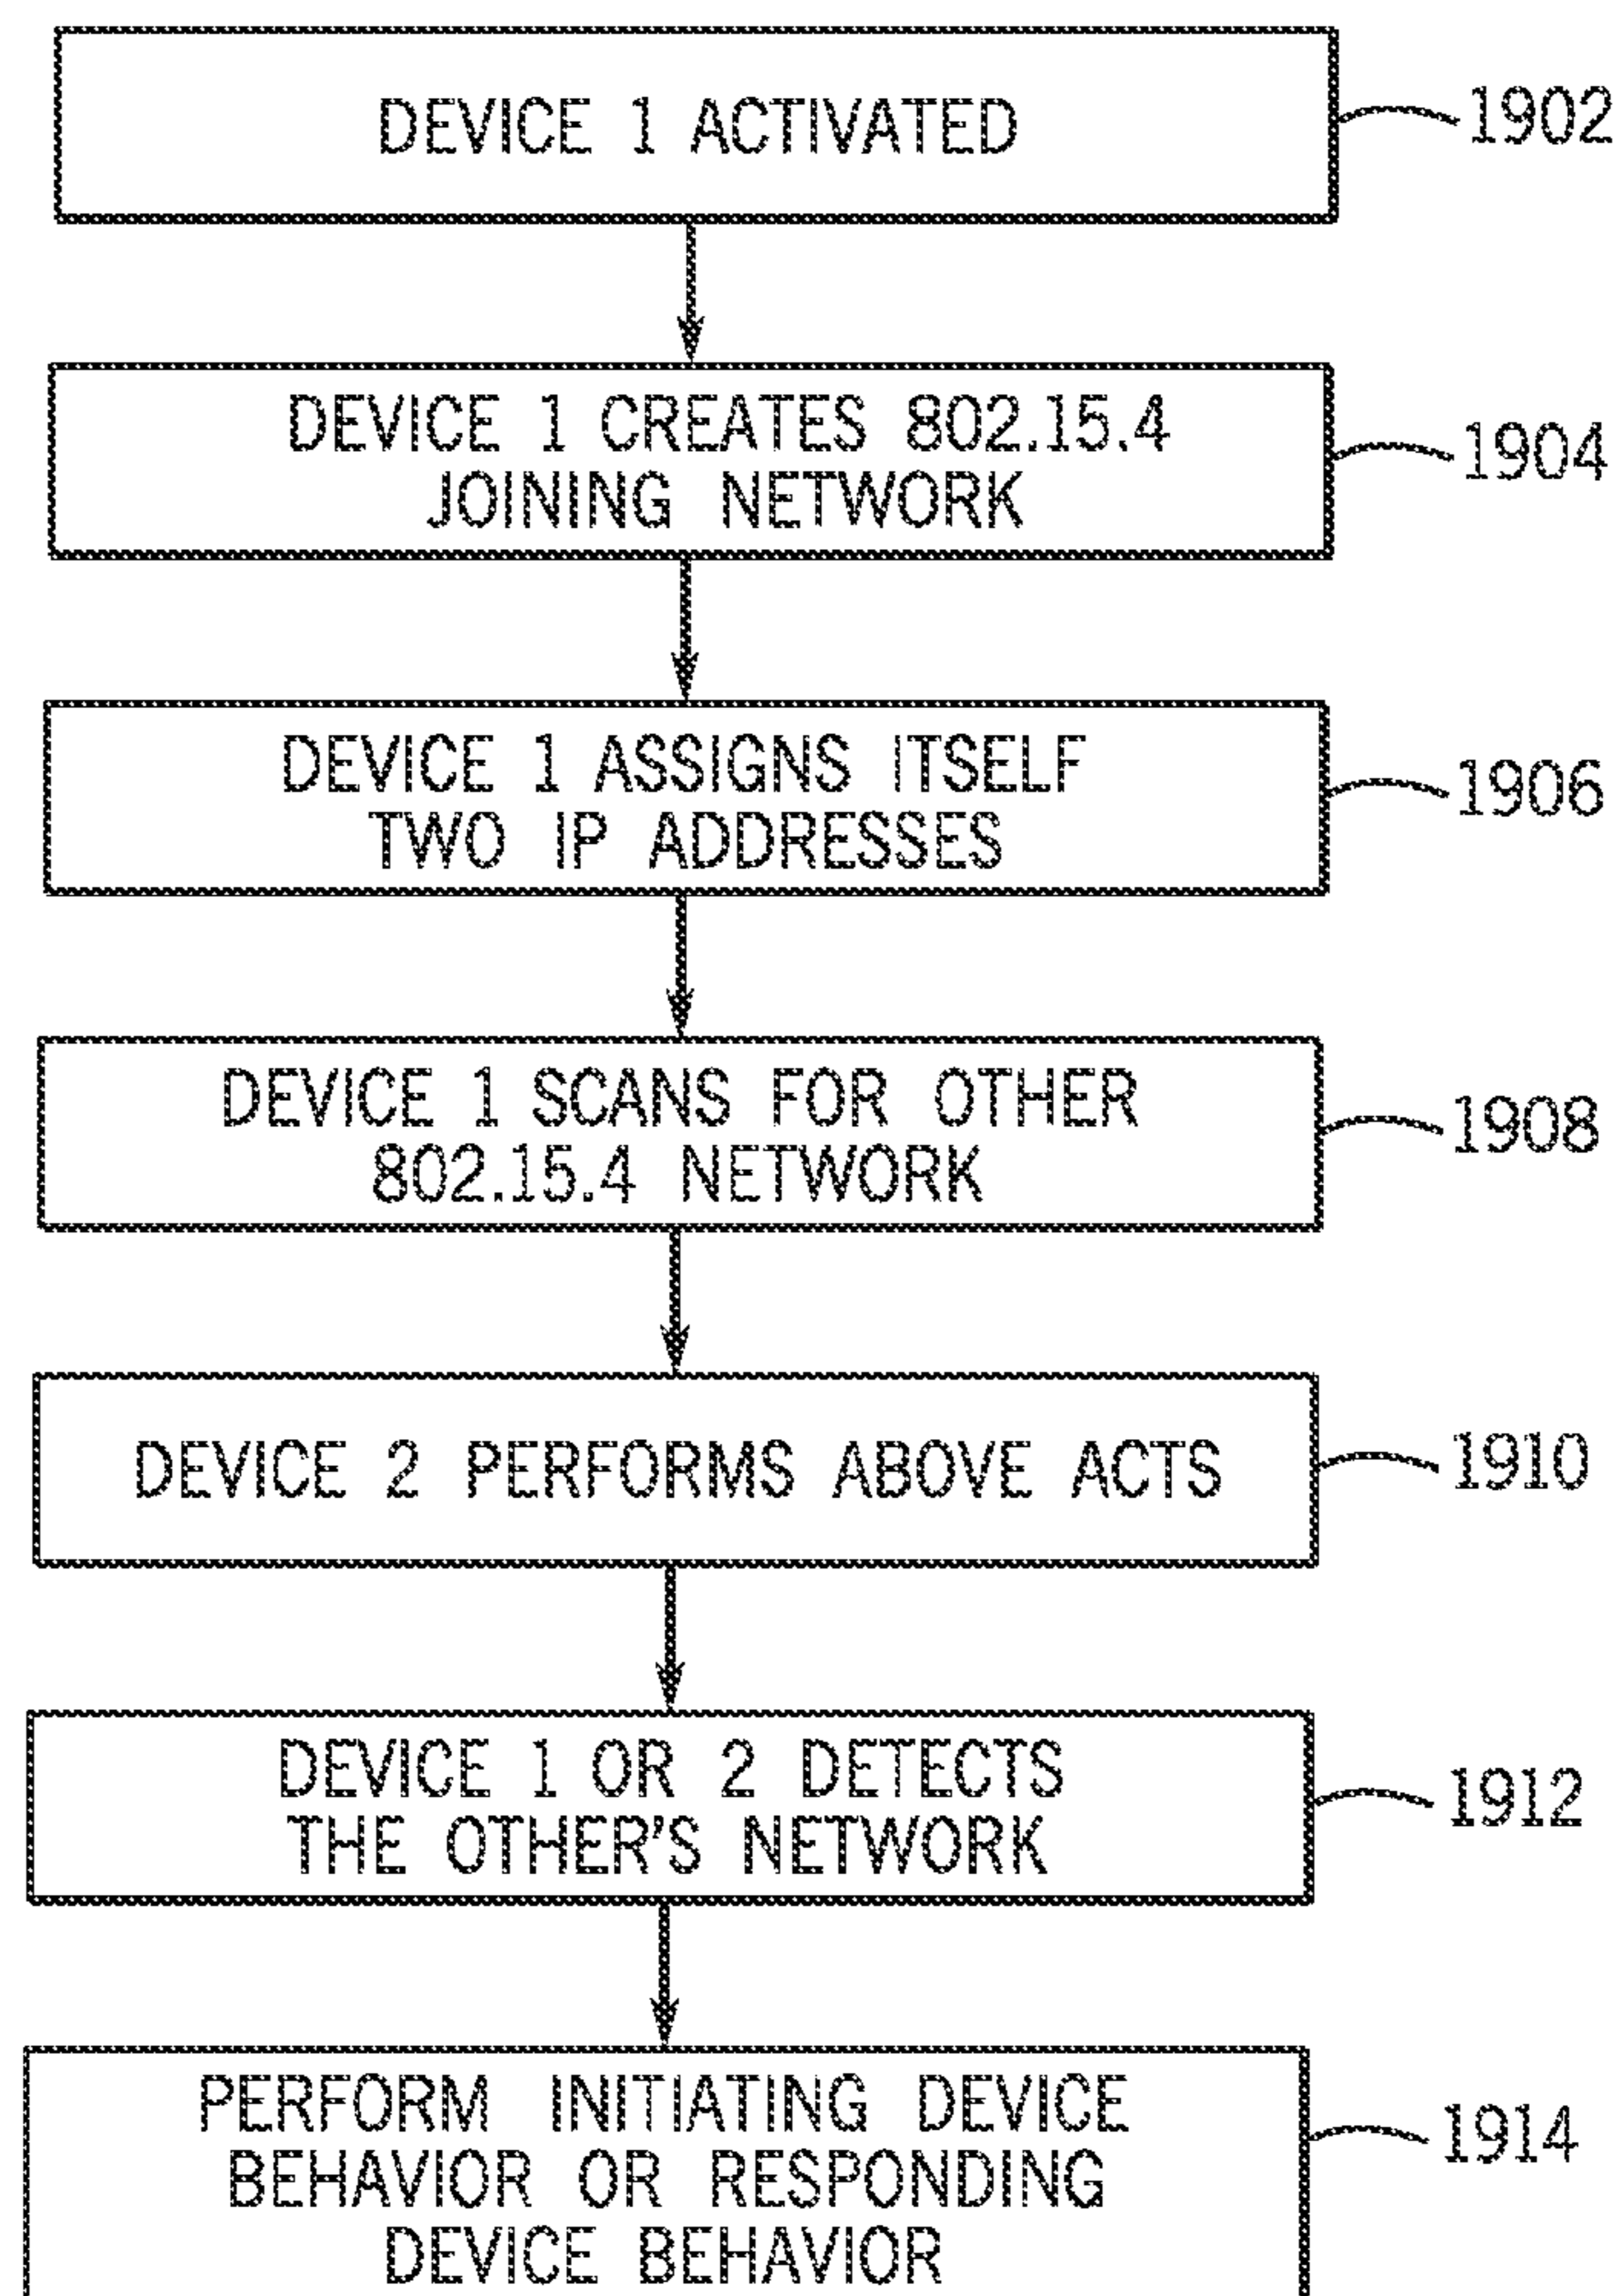 DEVICE 1 ACTIVATED
1902
DEVICE 1 CREATES 802.15.4
JOINING NETWORK
1904
DEVICE 1 ASSIGNS ITSELF
TWO IP ADDRESSES
1906
DEVICE 1 SCANS FOR OTHER
802.15.4 NETWORK
1908
DEVICE 2 PERFORMS ABOVE ACTS
1910
DEVICE 1 OR 2 DETECTS
THE OTHER'S NETWORK
1912
PERFORM INITIATING DEVICE
BEHAVIOR OR RESPONDING
DEVICE BEHAVIOR
1914